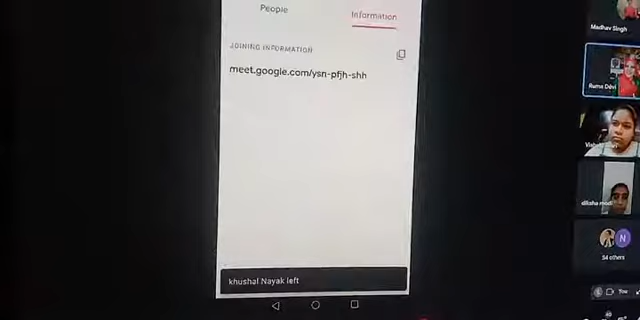 People
Information
JOINING INFORMATION
meet.google.com/ysn-pfjh-shh
khushal Nayak left
Madhav Singh
Ruma Devi
diksha modi
N
54 others
You